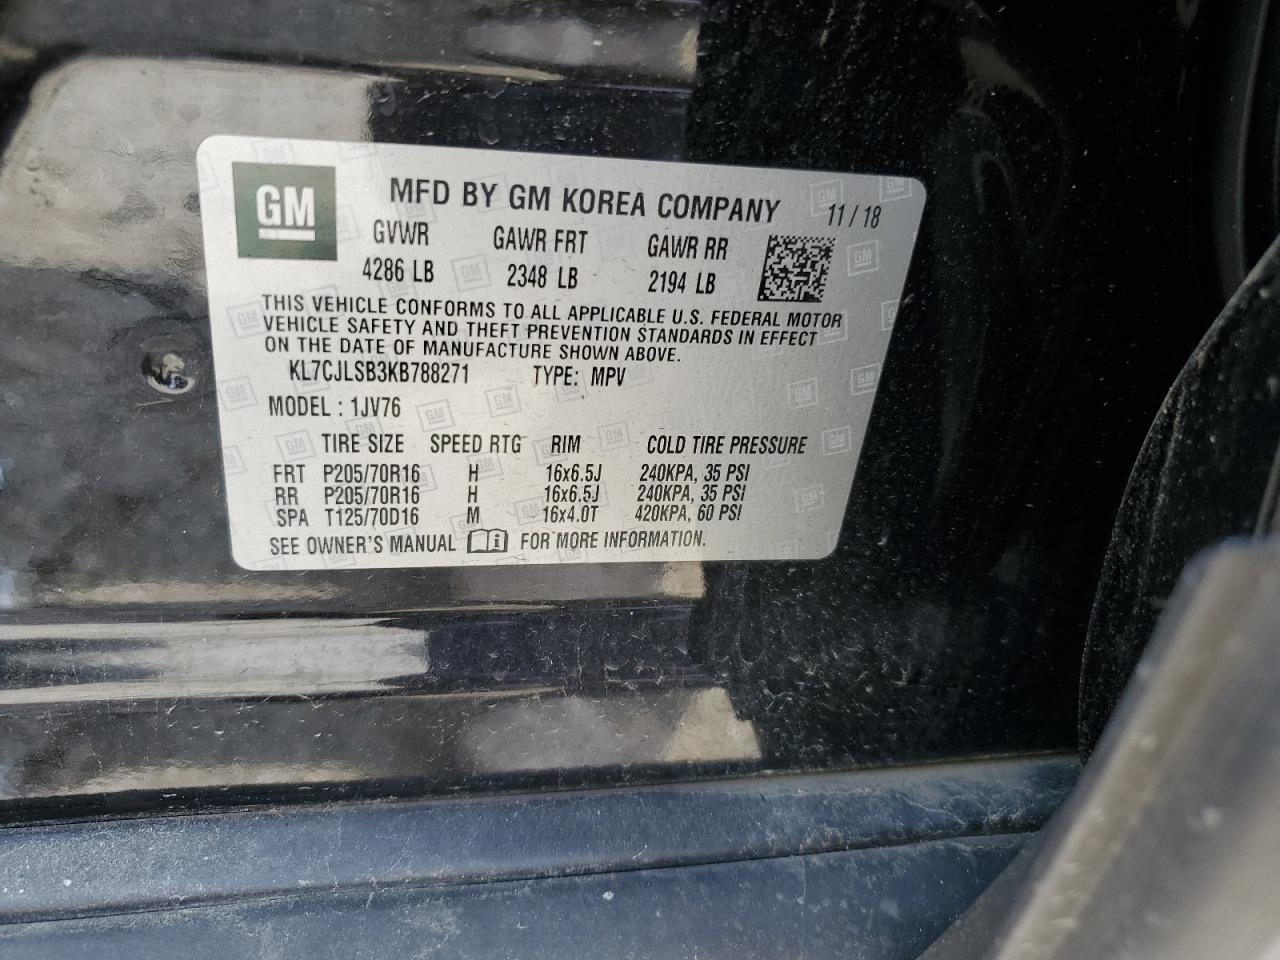 GM
MFD BY GM KOREA COMPANY 11 / 18
GVWR GAWR FRT GAWR RR
4286 LB 2348 LB 2194 LB
THIS VEHICLE CONFORMS TO ALL APPLICABLE U.S. FEDERAL MOTOR
VEHICLE SAFETY AND THEFT PREVENTION STANDARDS IN EFFECT
ON THE DATE OF MANUFACTURE SHOWN ABOVE.
KL7CJLSB3KB788271 TYPE: MPV
MODEL : 1JV76
TIRE SIZE SPEED RTG RIM COLD TIRE PRESSURE
FRT P205/70R16 H 16x6.5J 240KPA, 35 PSI
RR P205/70R16 H 16x6.5J 240KPA, 35 PSI
SPA T125/70D16 M 16x4.0T 420KPA, 60 PSI
SEE OWNER'S MANUAL FOR MORE INFORMATION.